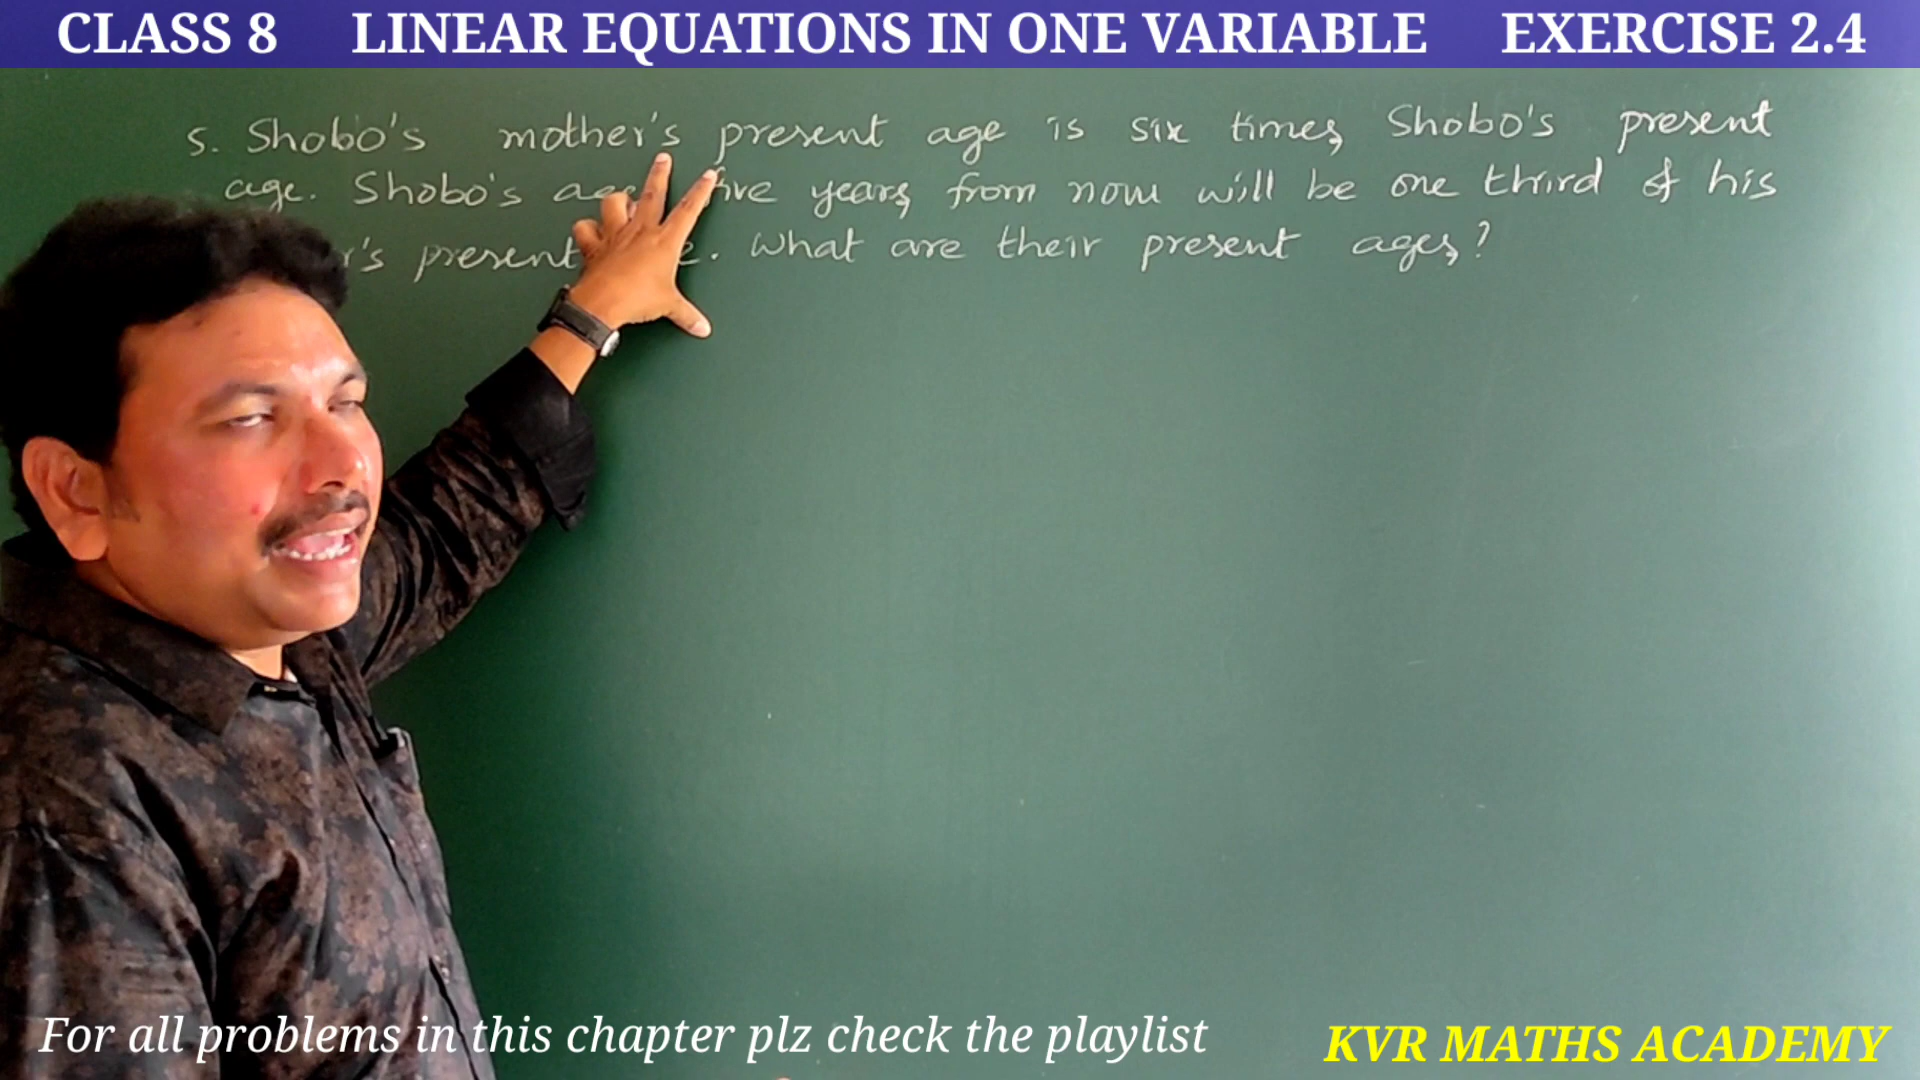 CLASS 8 LINEAR EQUATIONS IN ONE VARIABLE EXERCISE 2.4
5. Shobo's mother's present age is six times Shobo's present
age. Shobo's age five years from now will be one third of his
present . What are their present ages?
For all problems in this chapter plz check the playlist
KVR MATHS ACADEMY